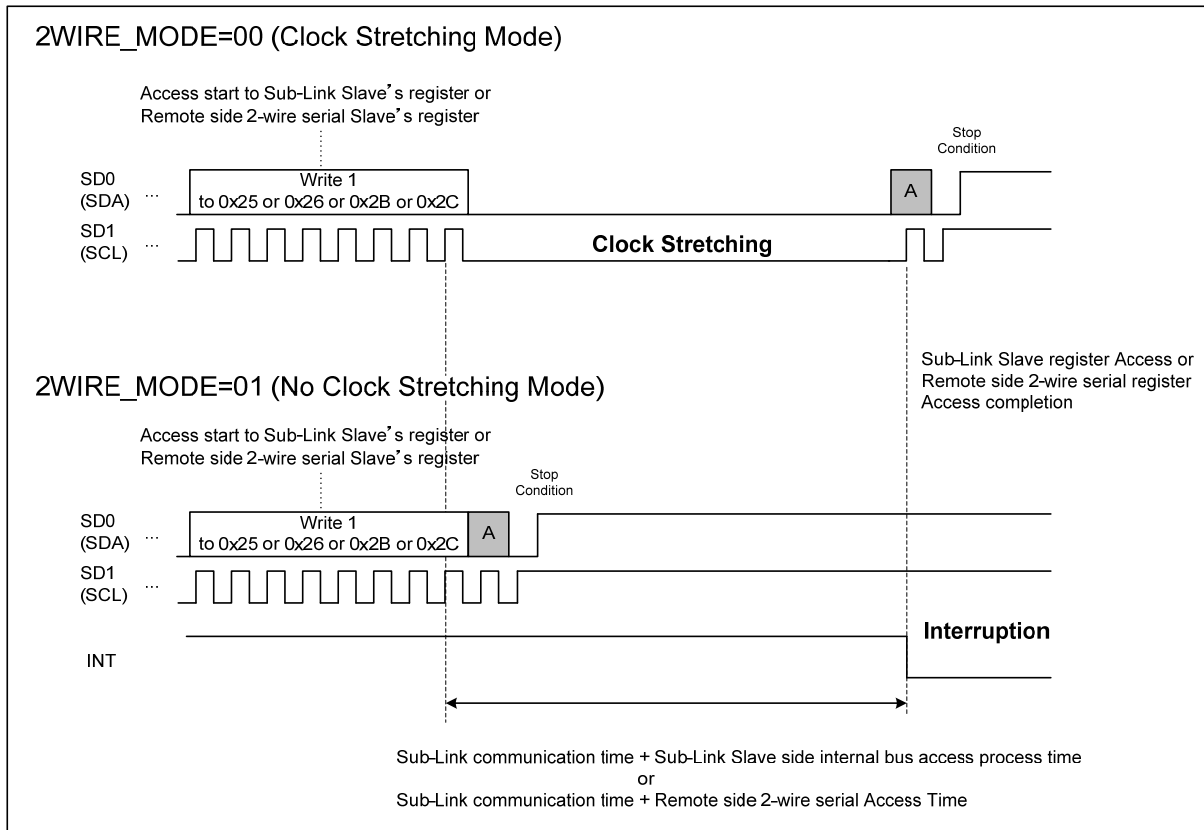 2WIRE_MODE=00 (Clock Stretching Mode)
Access start to Sub-Link Slave's register or
Remote side 2-wire serial Slave's register
Stop
Condition
SD0
(SDA) ...
Write 1
to 0x25 or 0x26 or 0x2B or 0x2C
A
SD1
(SCL) ...
Clock Stretching
Sub-Link Slave register Access or
Remote side 2-wire serial register
Access completion
2WIRE_MODE=01 (No Clock Stretching Mode)
Access start to Sub-Link Slave's register or
Remote side 2-wire serial Slave's register
Stop
Condition
SD0
(SDA) ...
Write 1
to 0x25 or 0x26 or 0x2B or 0x2C
A
SD1
(SCL) ...
Interruption
INT
Sub-Link communication time + Sub-Link Slave side internal bus access process time
or
Sub-Link communication time + Remote side 2-wire serial Access Time